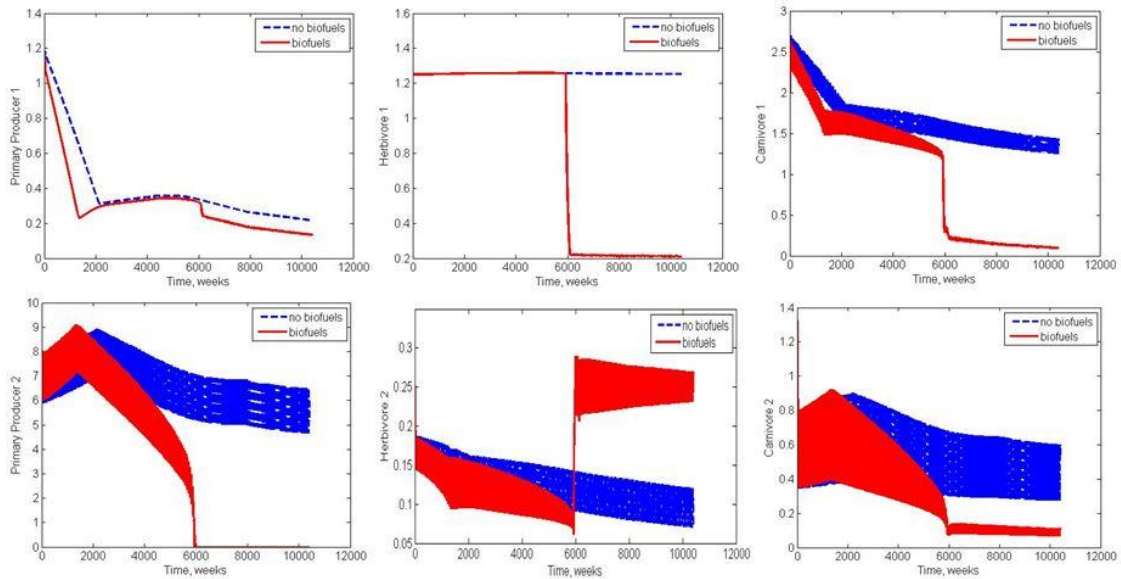 1.4
1.2
1
0.8
0.6
0.4
0.2
0
Primary Producer 1
no biofuels
biofuels
0 2000 4000 6000 8000 10000 12000
Time, weeks
1.6
1.4
1.2
1
0.8
0.6
0.4
0.2
Herbivore 1
no biofuels
biofuels
0 2000 4000 6000 8000 10000 12000
Time, weeks
3
2.5
2
1.5
1
0.5
0
Carnivore 1
no biofuels
biofuels
0 2000 4000 6000 8000 10000 12000
Time, weeks
10
9
8
7
6
5
4
3
2
1
0
Primary Producer 2
no biofuels
biofuels
0 2000 4000 6000 8000 10000 12000
Time, weeks
0.3
0.25
0.2
0.15
0.1
0.05
Herbivore 2
no biofuels
biofuels
0 2000 4000 6000 8000 10000 12000
Time, weeks
1.4
1.2
1
0.8
0.6
0.4
0.2
0
Carnivore 2
no biofuels
biofuels
0 2000 4000 6000 8000 10000 12000
Time, weeks